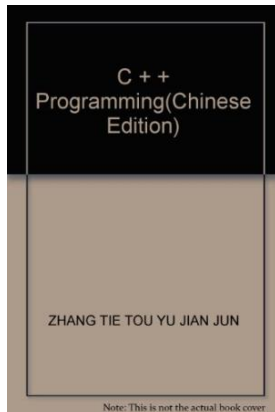 C + +
Programming(Chinese
Edition)
ZHANG TIE TOU YU JIAN JUN
Note: This is not the actual book cover